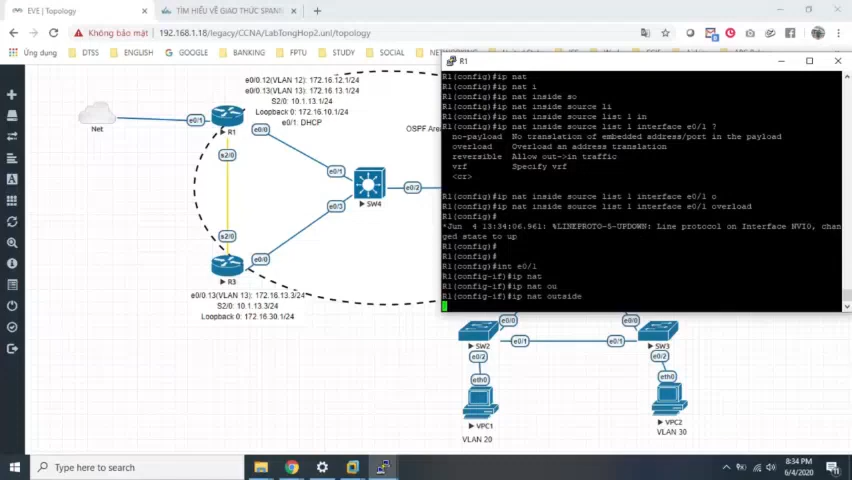 EVE | Topology
TÌM HIỂU VỀ GIAO THỨC SPANN
Không bảo mật
192.168.1.18/legacy/CCNA/LabTongHop2.unl/topology
Ứng dụng
DTSS
ENGLISH
GOOGLE
BANKING
FPTU
STUDY
SOCIAL
R1
e0/0.12(VLAN 12): 172.16.12.1/24
e0/0.13(VLAN 13): 172.16.13.1/24
S2/0: 10.1.13.1/24
Loopback 0: 172.16.10.1/24
e0/1: DHCP
OSPF Area
Net
e0/1
R1
e0/0
s2/0
e0/1
SW4
e0/2
e0/3
s2/0
R3
e0/0
e0/0.13(VLAN 13): 172.16.13.3/24
S2/0: 10.1.13.3/24
Loopback 0: 172.16.30.1/24
R1(config)#ip nat
R1(config)#ip nat i
R1(config)#ip nat inside so
R1(config)#ip nat inside source li
R1(config)#ip nat inside source list 1 in
R1(config)#ip nat inside source list 1 interface e0/1 ?
no-payload No translation of embedded address/port in the payload
overload Overload an address translation
reversible Allow out->in traffic
vrf Specify vrf
<cr>
R1(config)#ip nat inside source list 1 interface e0/1 o
R1(config)#ip nat inside source list 1 interface e0/1 overload
R1(config)#
*Jun 4 13:34:06.961: %LINEPROTO-5-UPDOWN: Line protocol on Interface NVI0, chan
ged state to up
R1(config)#
R1(config)#
R1(config)#int e0/1
R1(config-if)#ip nat
R1(config-if)#ip nat ou
R1(config-if)#ip nat outside
e0/0
e0/0
SW2
e0/1
e0/1
SW3
e0/2
e0/2
eth0
eth0
VPC1
VPC2
VLAN 20
VLAN 30
Type here to search
8:34 PM
6/4/2020